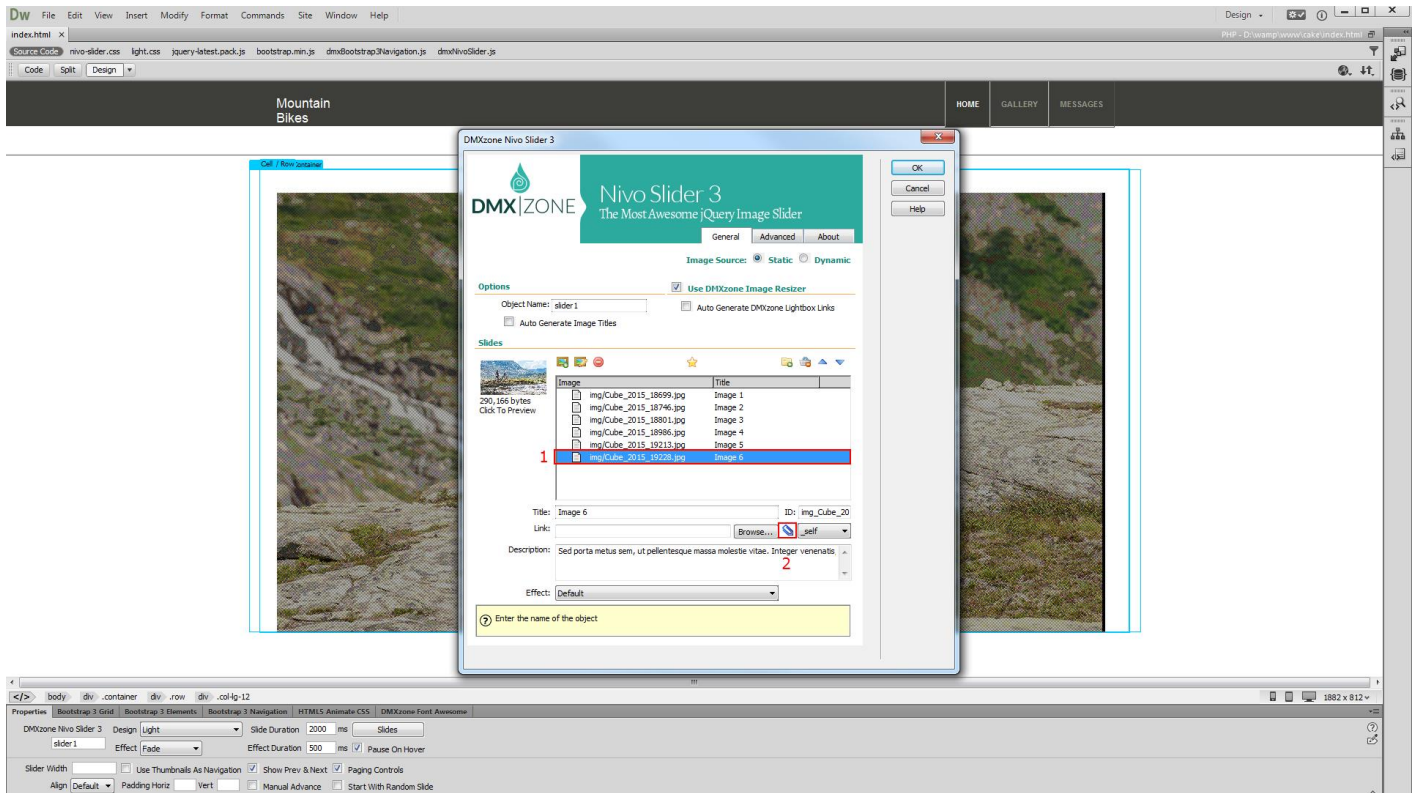 Dw File Edit View Insert Modify Format Commands Site Window Help Design
index.html × PHP - D:\wamp\www\cake\index.html
Source Code nivo-slider.css light.css jquery-latest.pack.js bootstrap.min.js dmxBootstrap3Navigation.js dmxNivoSlider.js
Code Split Design
Mountain
Bikes
HOME GALLERY MESSAGES
Cell / Row
DMXzone Nivo Slider 3
DMX|ZONE
Nivo Slider 3
The Most Awesome jQuery Image Slider
General Advanced About
OK
Cancel
Help
Image Source: Static Dynamic
Options Use DMXzone Image Resizer
Object Name: slider1 Auto Generate DMXzone Lightbox Links
Auto Generate Image Titles
Slides
290,166 bytes
Click To Preview
Image Title
img/Cube_2015_18699.jpg Image 1
img/Cube_2015_18746.jpg Image 2
img/Cube_2015_18801.jpg Image 3
img/Cube_2015_18986.jpg Image 4
img/Cube_2015_19213.jpg Image 5
1 img/Cube_2015_19228.jpg Image 6
Title: Image 6 ID: img_Cube_20
Link: Browse... _self
Description: Sed porta metus sem, ut pellentesque massa molestie vitae. Integer venenatis
2
Effect: Default
? Enter the name of the object
</> body div .container div .row div .col-lg-12 1882 x 812
Properties Bootstrap 3 Grid Bootstrap 3 Elements Bootstrap 3 Navigation HTML5 Animate CSS DMXzone Font Awesome
DMXzone Nivo Slider 3 Design Light Slide Duration 2000 ms Slides
slider1 Effect Fade Effect Duration 500 ms Pause On Hover
Slider Width Use Thumbnails As Navigation Show Prev & Next Paging Controls
Align Default Padding Horiz Vert Manual Advance Start With Random Slide